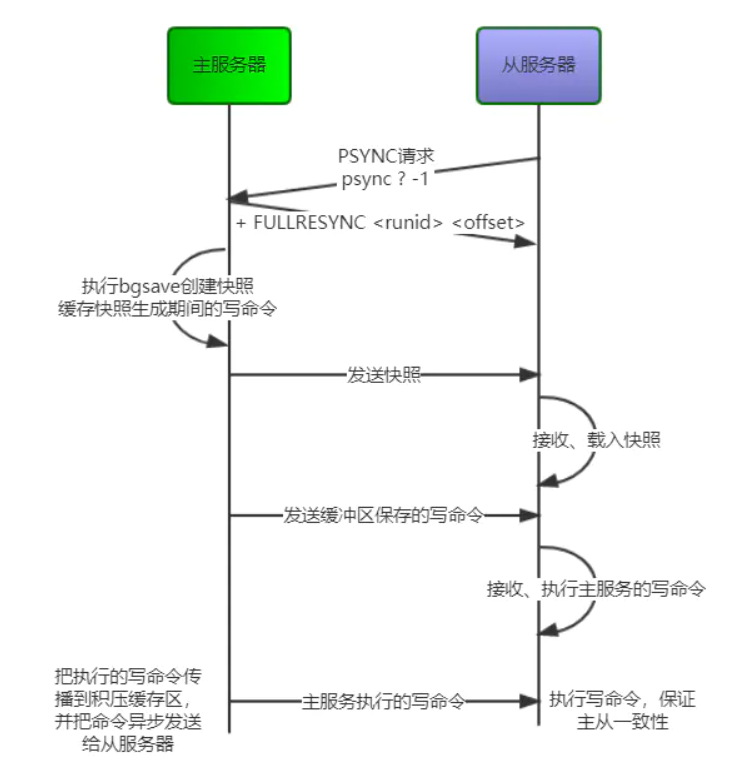 主服务器
从服务器
PSYNC请求
psync ? -1
+ FULLRESYNC <runid> <offset>
执行bgsave创建快照
缓存快照生成期间的写命令
发送快照
接收、载入快照
发送缓冲区保存的写命令
接收、执行主服务的写命令
把执行的写命令传
播到积压缓存区，
并把命令异步发送
给从服务器
主服务执行的写命令
执行写命令，保证
主从一致性